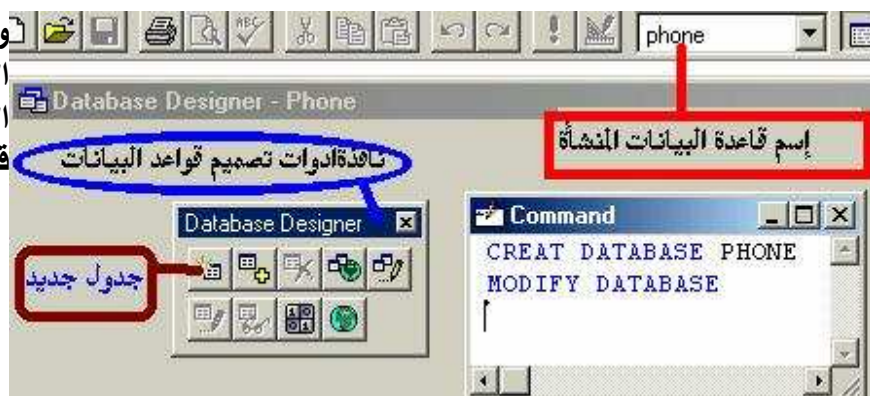 phone
Database Designer - Phone
إسم قاعدة البيانات المنشأة
نافذةادوات تصميم قواعد البيانات
Database Designer
Command
CREAT DATABASE PHONE
MODIFY DATABASE
جدول جديد